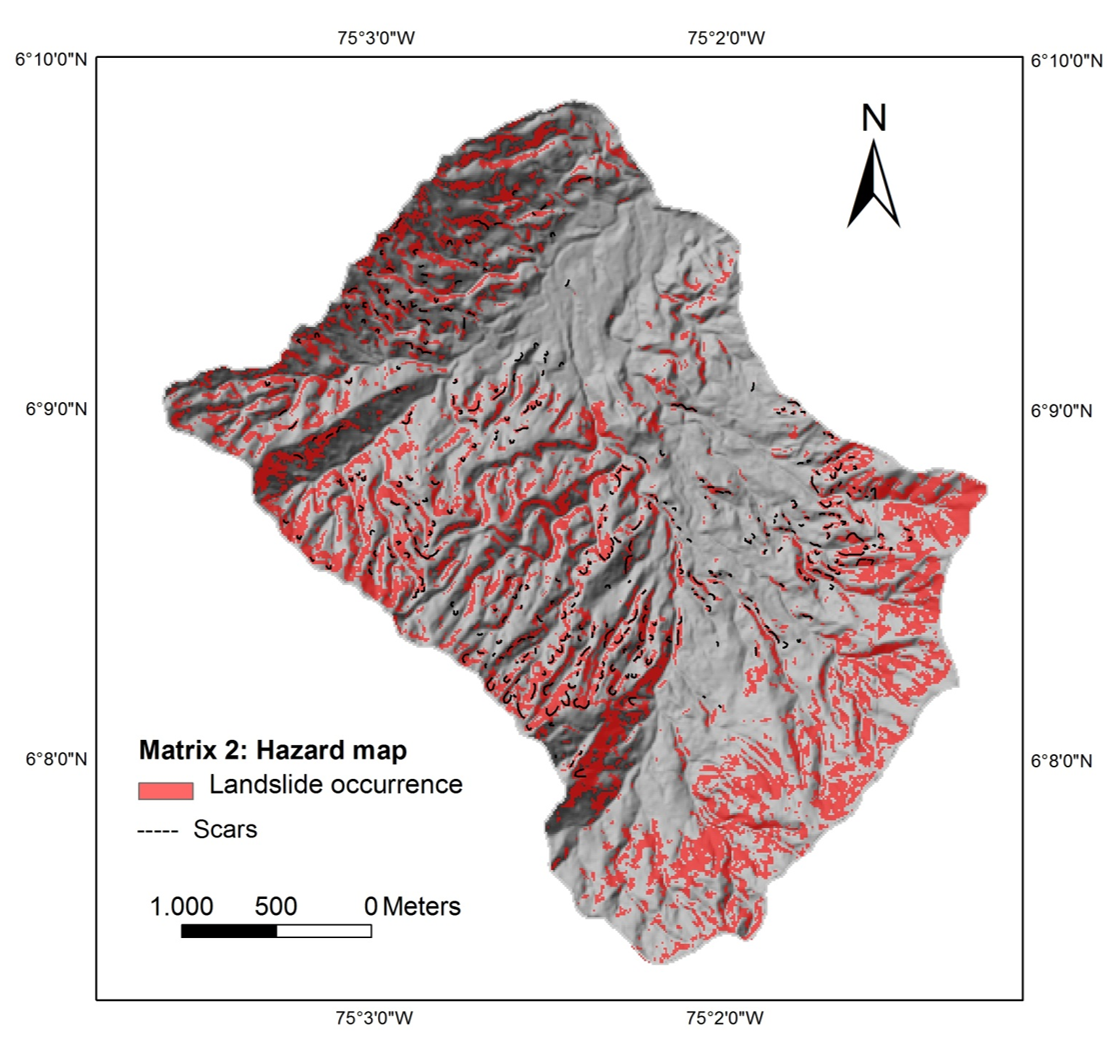 75°3'0"W 75°2'0"W
6°10'0"N 6°10'0"N
N
6°9'0"N 6°9'0"N
6°8'0"N 6°8'0"N
Matrix 2: Hazard map
Landslide occurrence
Scars
1.000 500 0 Meters
75°3'0"W 75°2'0"W